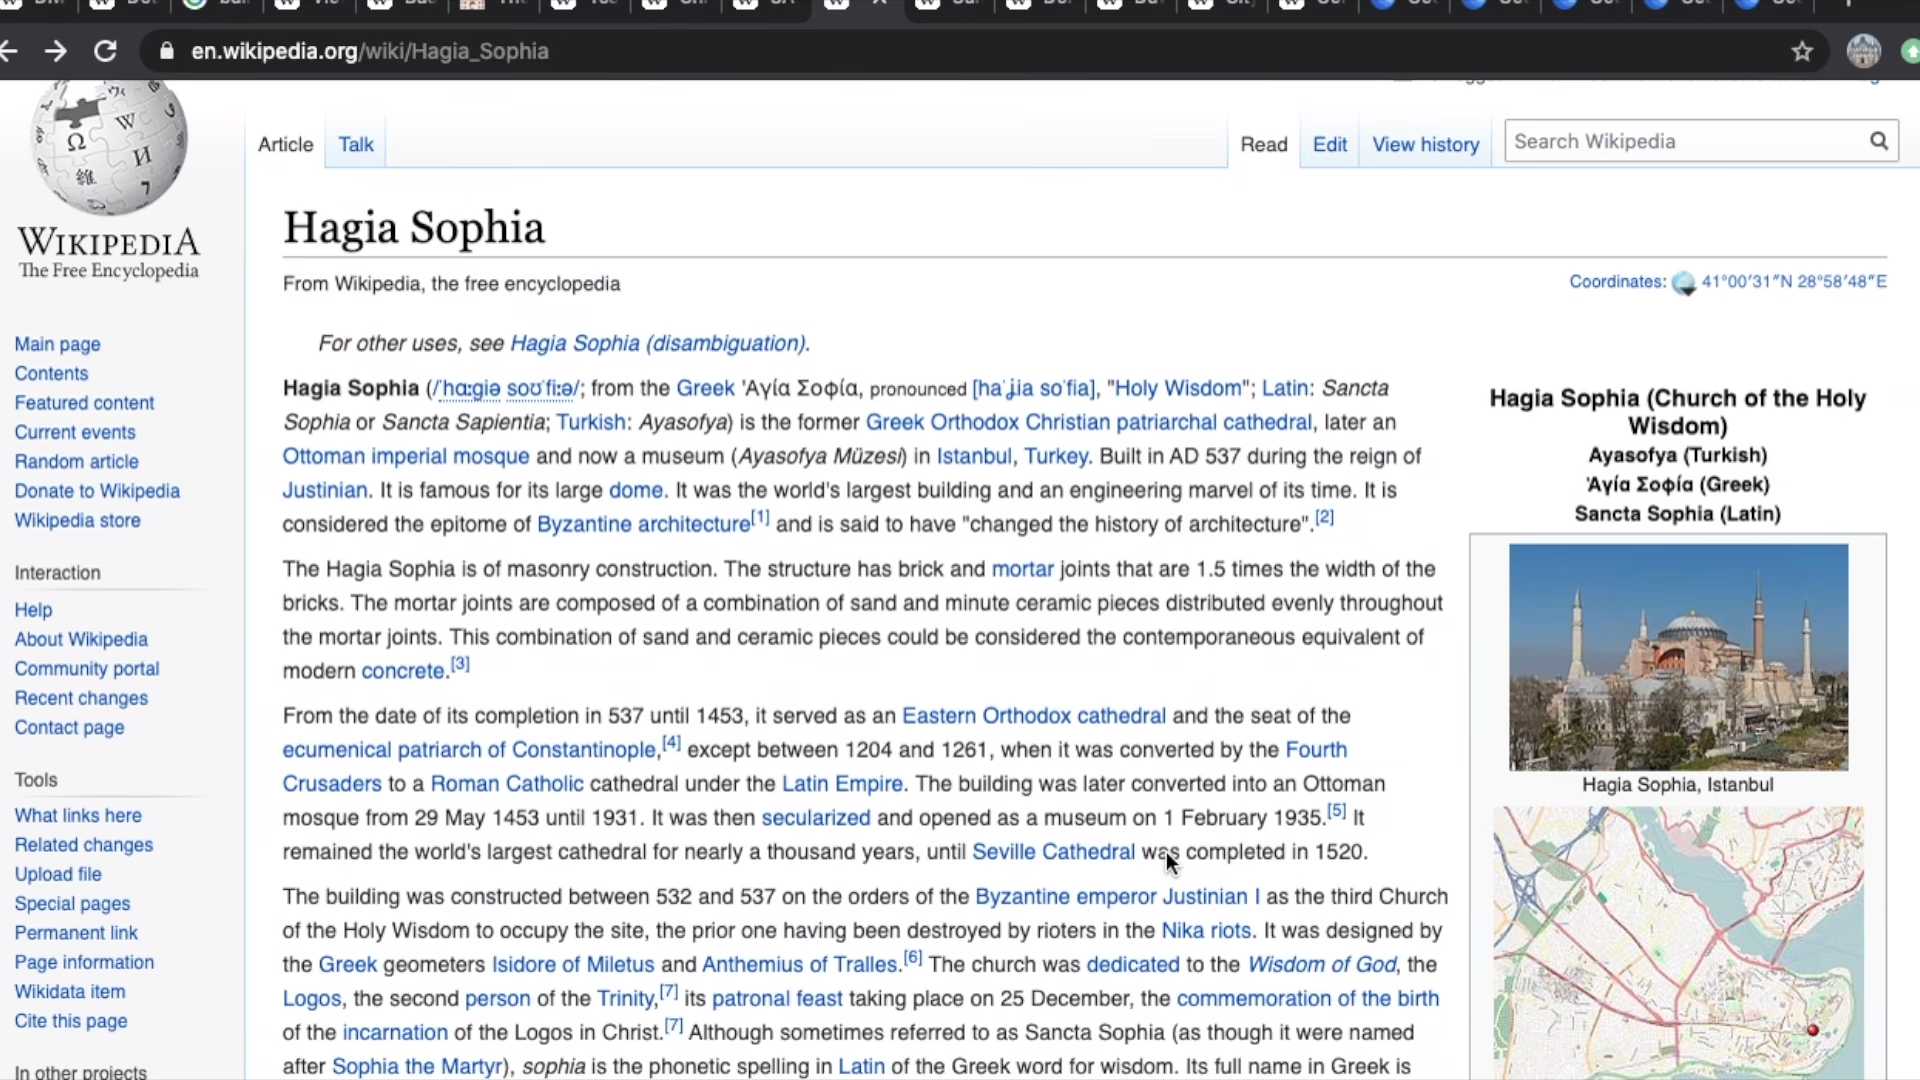 en.wikipedia.org/wiki/Hagia_Sophia
Article
Talk
Read
Edit
View history
Search Wikipedia
WIKIPEDIA
The Free Encyclopedia
Hagia Sophia
From Wikipedia, the free encyclopedia
Coordinates: 41°00′31″N 28°58′48″E
For other uses, see Hagia Sophia (disambiguation).
Hagia Sophia (/ˈhɑːɡiə soʊˈfiːə/; from the Greek Ἁγία Σοφία, pronounced [haˈʝia soˈfia], "Holy Wisdom"; Latin: Sancta
Sophia or Sancta Sapientia; Turkish: Ayasofya) is the former Greek Orthodox Christian patriarchal cathedral, later an
Ottoman imperial mosque and now a museum (Ayasofya Müzesi) in Istanbul, Turkey. Built in AD 537 during the reign of
Justinian. It is famous for its large dome. It was the world's largest building and an engineering marvel of its time. It is
considered the epitome of Byzantine architecture[1] and is said to have "changed the history of architecture".[2]
The Hagia Sophia is of masonry construction. The structure has brick and mortar joints that are 1.5 times the width of the
bricks. The mortar joints are composed of a combination of sand and minute ceramic pieces distributed evenly throughout
the mortar joints. This combination of sand and ceramic pieces could be considered the contemporaneous equivalent of
modern concrete.[3]
From the date of its completion in 537 until 1453, it served as an Eastern Orthodox cathedral and the seat of the
ecumenical patriarch of Constantinople,[4] except between 1204 and 1261, when it was converted by the Fourth
Crusaders to a Roman Catholic cathedral under the Latin Empire. The building was later converted into an Ottoman
mosque from 29 May 1453 until 1931. It was then secularized and opened as a museum on 1 February 1935.[5] It
remained the world's largest cathedral for nearly a thousand years, until Seville Cathedral was completed in 1520.
The building was constructed between 532 and 537 on the orders of the Byzantine emperor Justinian I as the third Church
of the Holy Wisdom to occupy the site, the prior one having been destroyed by rioters in the Nika riots. It was designed by
the Greek geometers Isidore of Miletus and Anthemius of Tralles.[6] The church was dedicated to the Wisdom of God, the
Logos, the second person of the Trinity,[7] its patronal feast taking place on 25 December, the commemoration of the birth
of the incarnation of the Logos in Christ.[7] Although sometimes referred to as Sancta Sophia (as though it were named
after Sophia the Martyr), sophia is the phonetic spelling in Latin of the Greek word for wisdom. Its full name in Greek is
Hagia Sophia (Church of the Holy
Wisdom)
Ayasofya (Turkish)
Ἁγία Σοφία (Greek)
Sancta Sophia (Latin)
Hagia Sophia, Istanbul
Main page
Contents
Featured content
Current events
Random article
Donate to Wikipedia
Wikipedia store
Interaction
Help
About Wikipedia
Community portal
Recent changes
Contact page
Tools
What links here
Related changes
Upload file
Special pages
Permanent link
Page information
Wikidata item
Cite this page
In other projects